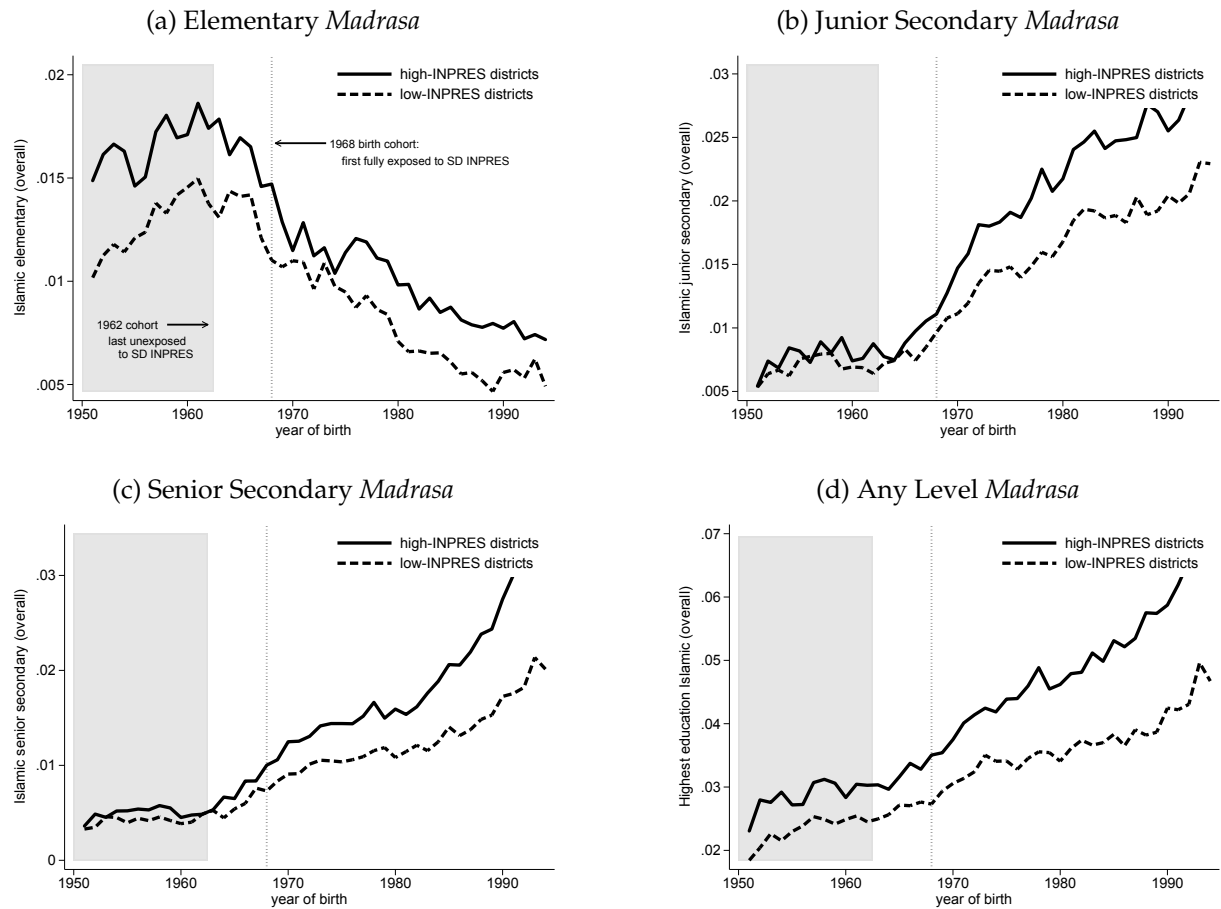 (a) Elementary Madrasa
Islamic elementary (overall)
.02
.015
.01
.005
high-INPRES districts
low-INPRES districts
1968 birth cohort:
first fully exposed to SD INPRES
1962 cohort
last unexposed
to SD INPRES
1950 1960 1970 1980 1990
year of birth
(b) Junior Secondary Madrasa
Islamic junior secondary (overall)
.03
.025
.02
.015
.01
.005
high-INPRES districts
low-INPRES districts
1950 1960 1970 1980 1990
year of birth
(c) Senior Secondary Madrasa
Islamic senior secondary (overall)
.03
.02
.01
0
high-INPRES districts
low-INPRES districts
1950 1960 1970 1980 1990
year of birth
(d) Any Level Madrasa
Highest education Islamic (overall)
.07
.06
.05
.04
.03
.02
high-INPRES districts
low-INPRES districts
1950 1960 1970 1980 1990
year of birth